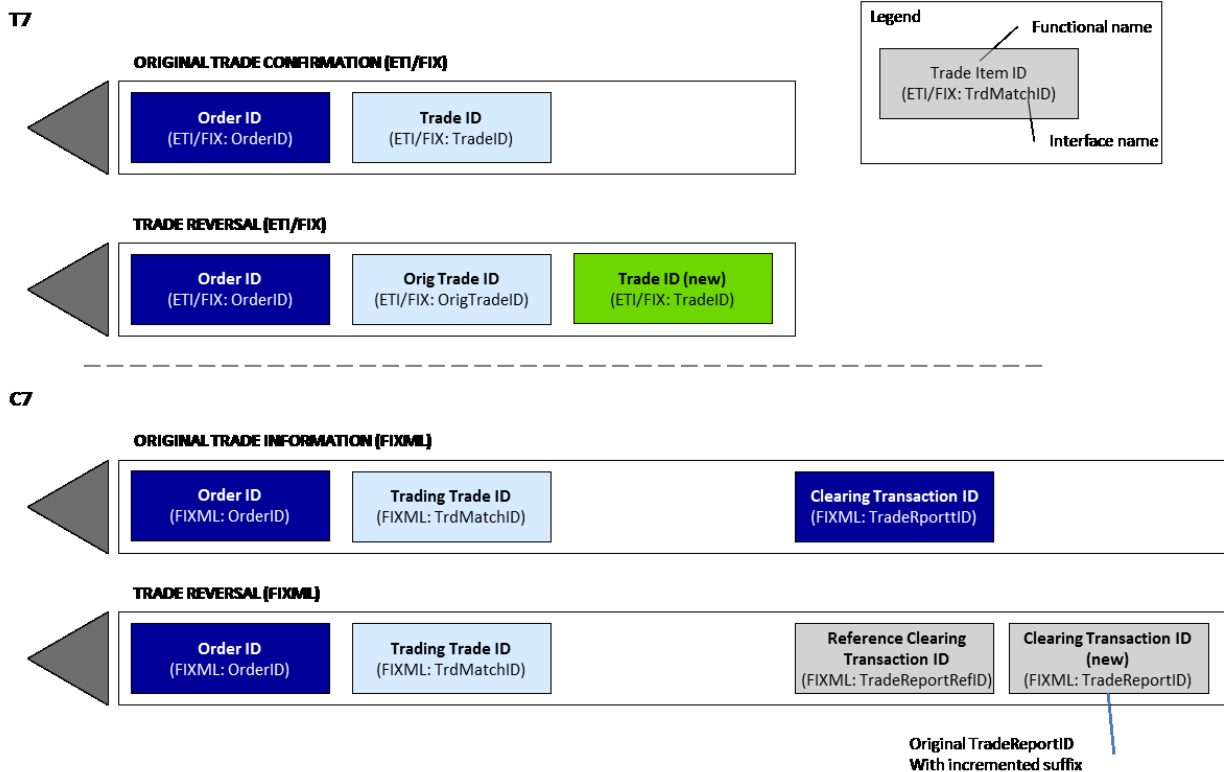 T7
Legend
Functional name
Trade Item ID
(ETI/FIX: TrdMatchID)
Interface name
ORIGINAL TRADE CONFIRMATION (ETI/FIX)
Order ID
(ETI/FIX: OrderID)
Trade ID
(ETI/FIX: TradeID)
TRADE REVERSAL (ETI/FIX)
Order ID
(ETI/FIX: OrderID)
Orig Trade ID
(ETI/FIX: OrigTradeID)
Trade ID (new)
(ETI/FIX: TradeID)
C7
ORIGINAL TRADE INFORMATION (FIXML)
Order ID
(FIXML: OrderID)
Trading Trade ID
(FIXML: TrdMatchID)
Clearing Transaction ID
(FIXML: TradeRporttID)
TRADE REVERSAL (FIXML)
Order ID
(FIXML: OrderID)
Trading Trade ID
(FIXML: TrdMatchID)
Reference Clearing
Transaction ID
(FIXML: TradeReportRefID)
Clearing Transaction ID
(new)
(FIXML: TradeReportID)
Original TradeReportID
With incremented suffix